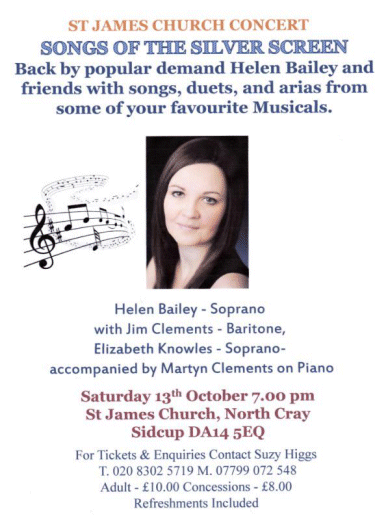 ST JAMES CHURCH CONCERT
SONGS OF THE SILVER SCREEN
Back by popular demand Helen Bailey and
friends with songs, duets, and arias from
some of your favourite Musicals.
Helen Bailey - Soprano
with Jim Clements - Baritone,
Elizabeth Knowles - Soprano-
accompanied by Martyn Clements on Piano
Saturday 13th October 7.00 pm
St James Church, North Cray
Sidcup DA14 5EQ
For Tickets & Enquiries Contact Suzy Higgs
T. 020 8302 5719 M. 07799 072 548
Adult - £10.00 Concessions - £8.00
Refreshments Included